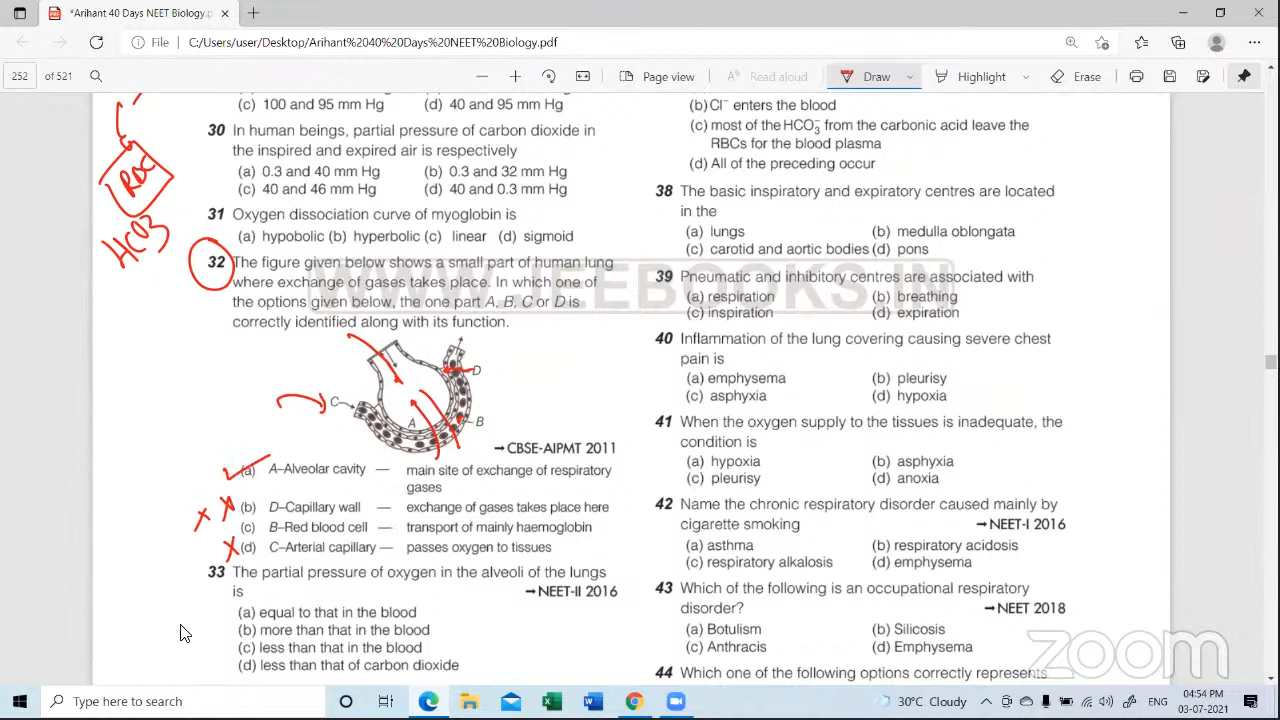 *Arihant 40 Days NEET Biology.p
File
C:/Users/user/Desktop/Arihant%2040%20Days%20NEET%20Biology.pdf
252 of 521
Page view
Read aloud
Draw
Highlight
Erase
(c) 100 and 95 mm Hg (d) 40 and 95 mm Hg
30 In human beings, partial pressure of carbon dioxide in
the inspired and expired air is respectively
(a) 0.3 and 40 mm Hg (b) 0.3 and 32 mm Hg
(c) 40 and 46 mm Hg (d) 40 and 0.3 mm Hg
31 Oxygen dissociation curve of myoglobin is
(a) hypobolic (b) hyperbolic (c) linear (d) sigmoid
32 The figure given below shows a small part of human lung
where exchange of gases takes place. In which one of
the options given below, the one part A, B, C or D is
correctly identified along with its function.
D
C
A
B
→CBSE-AIPMT 2011
(a) A–Alveolar cavity — main site of exchange of respiratory
gases
(b) D–Capillary wall — exchange of gases takes place here
(c) B–Red blood cell — transport of mainly haemoglobin
(d) C–Arterial capillary — passes oxygen to tissues
33 The partial pressure of oxygen in the alveoli of the lungs
is →NEET-II 2016
(a) equal to that in the blood
(b) more than that in the blood
(c) less than that in the blood
(d) less than that of carbon dioxide
RBC
HCO3
WWW.JEEBOOKS.IN
(b) Cl⁻ enters the blood
(c) most of the HCO₃⁻ from the carbonic acid leave the
RBCs for the blood plasma
(d) All of the preceding occur
38 The basic inspiratory and expiratory centres are located
in the
(a) lungs (b) medulla oblongata
(c) carotid and aortic bodies (d) pons
39 Pneumatic and inhibitory centres are associated with
(a) respiration (b) breathing
(c) inspiration (d) expiration
40 Inflammation of the lung covering causing severe chest
pain is
(a) emphysema (b) pleurisy
(c) asphyxia (d) hypoxia
41 When the oxygen supply to the tissues is inadequate, the
condition is
(a) hypoxia (b) asphyxia
(c) pleurisy (d) anoxia
42 Name the chronic respiratory disorder caused mainly by
cigarette smoking →NEET-I 2016
(a) asthma (b) respiratory acidosis
(c) respiratory alkalosis (d) emphysema
43 Which of the following is an occupational respiratory
disorder? →NEET 2018
(a) Botulism (b) Silicosis
(c) Anthracis (d) Emphysema
44 Which one of the following options correctly represents
zoom
Type here to search
30°C Cloudy
ENG
04:54 PM
03-07-2021